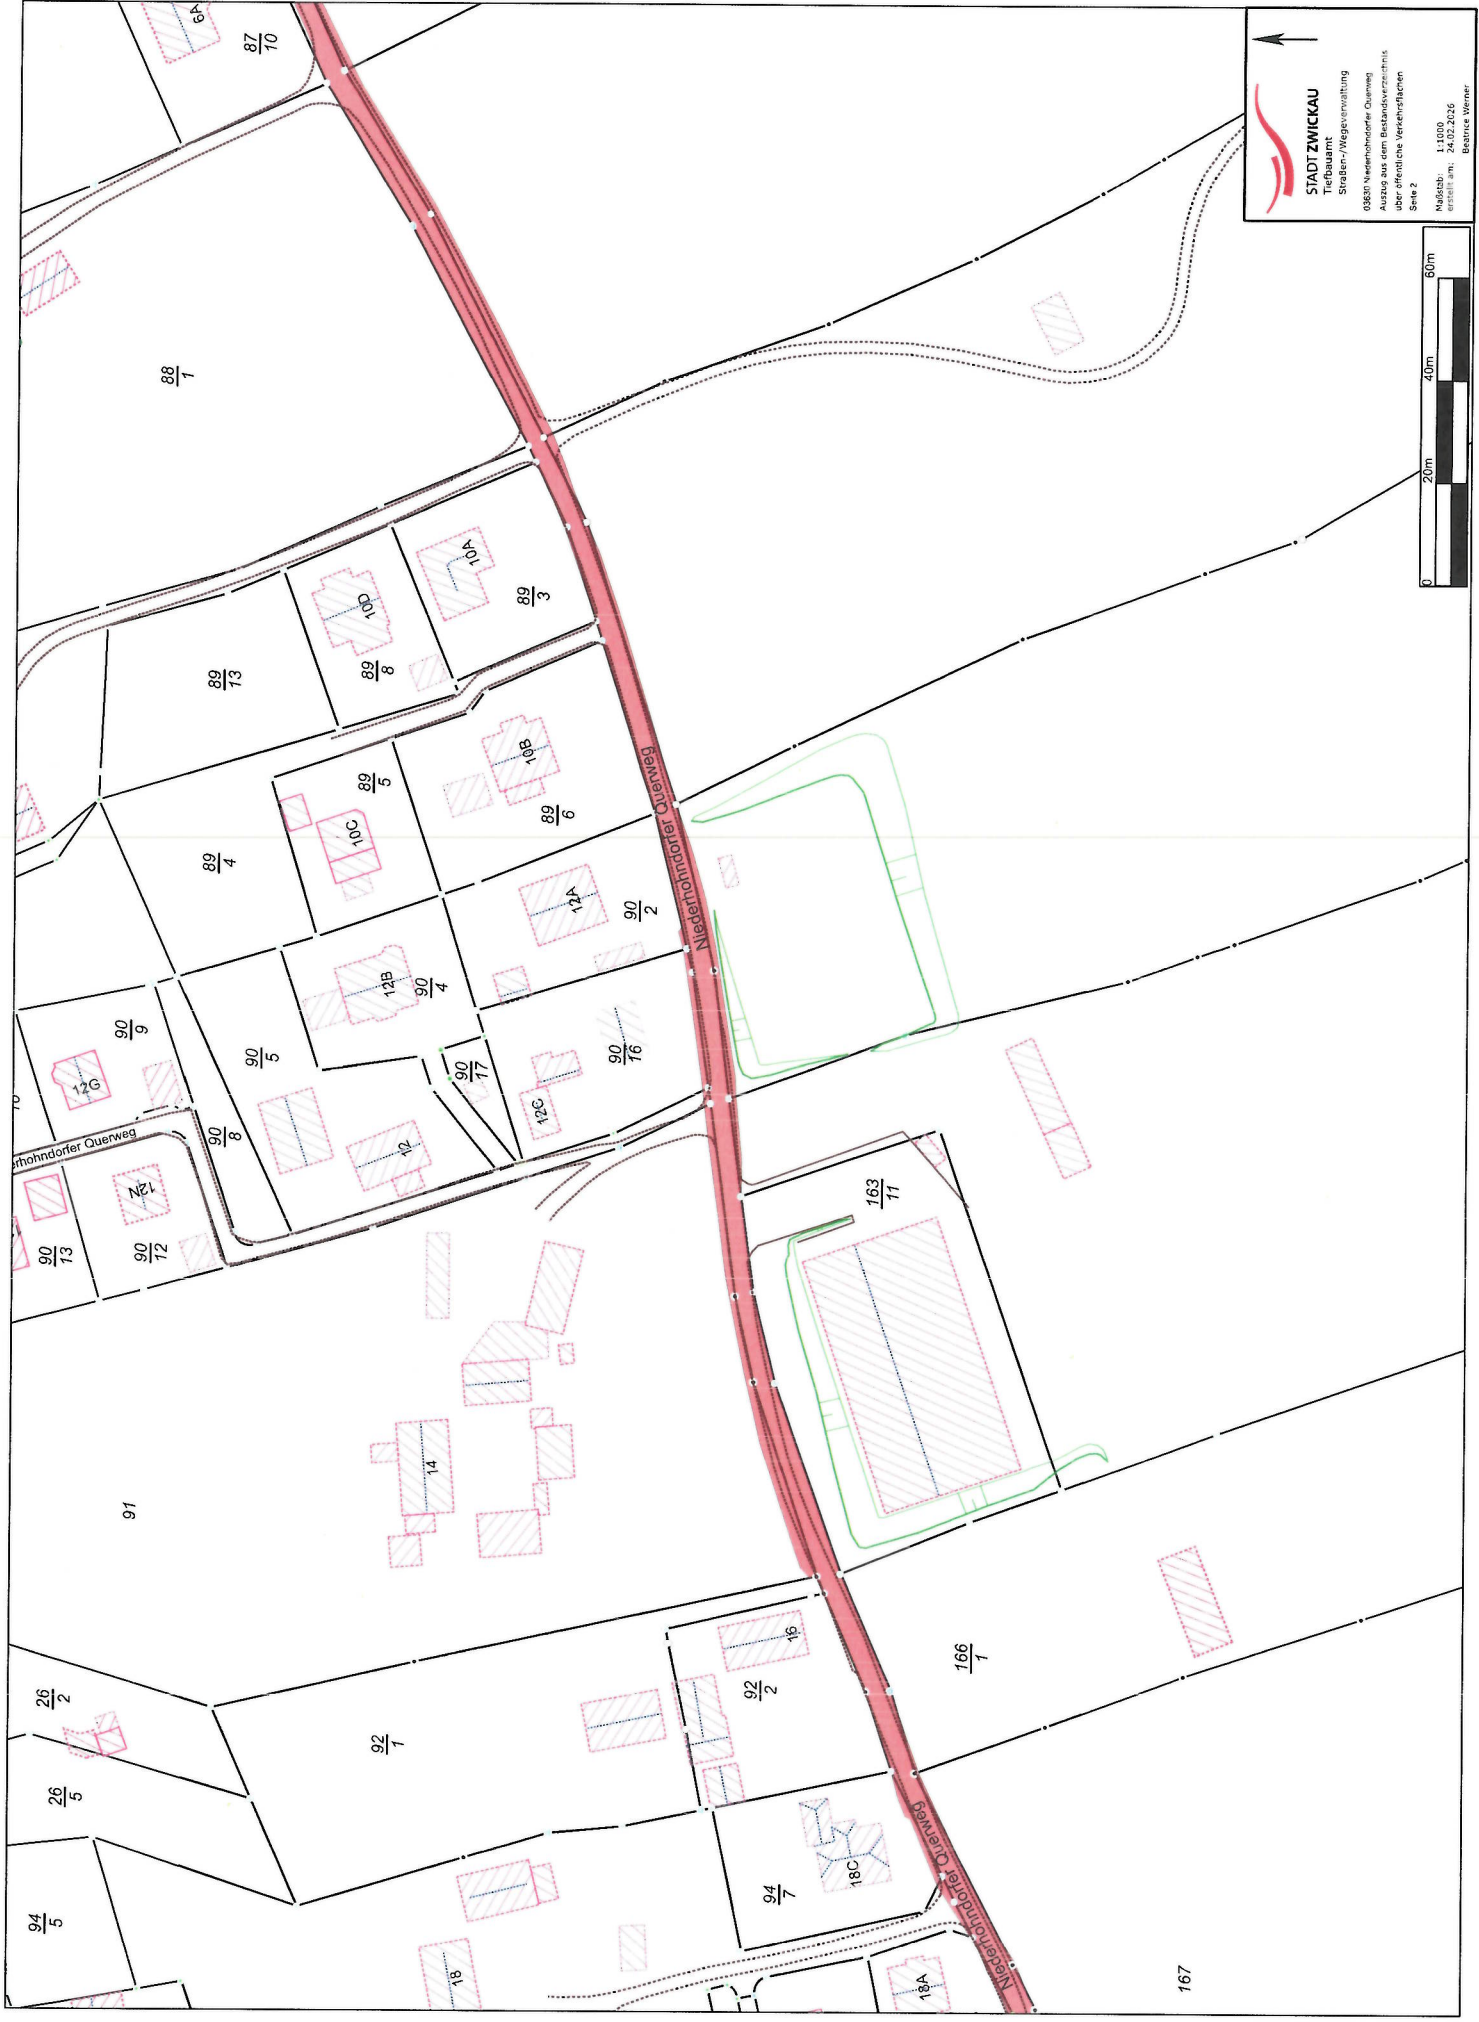 STADT ZWICKAU
Tiefbauamt
Straßen-/Wegeverwaltung
03630 Niederhohndorfer Querweg
Auszug aus dem Bestandsverzeichnis
über öffentliche Verkehrsflächen
Seite 2
Maßstab: 1:1000
erstellt am: 24.02.2026
Beatrice Werner
0 20m 40m 60m
6A
87
10
88
1
10A
89
3
10D
89
8
89
13
10B
89
6
89
5
10C
89
4
Niederhohndorfer Querweg
12A
90
2
12B
90
4
90
5
90
9
12G
90
8
90
17
90
16
12C
12
erhohndorfer Querweg
12N
90
12
90
13
163
11
14
91
16
92
2
92
1
166
1
26
2
26
5
94
5
94
7
18C
18
18A
Niederhohndorfer Querweg
167